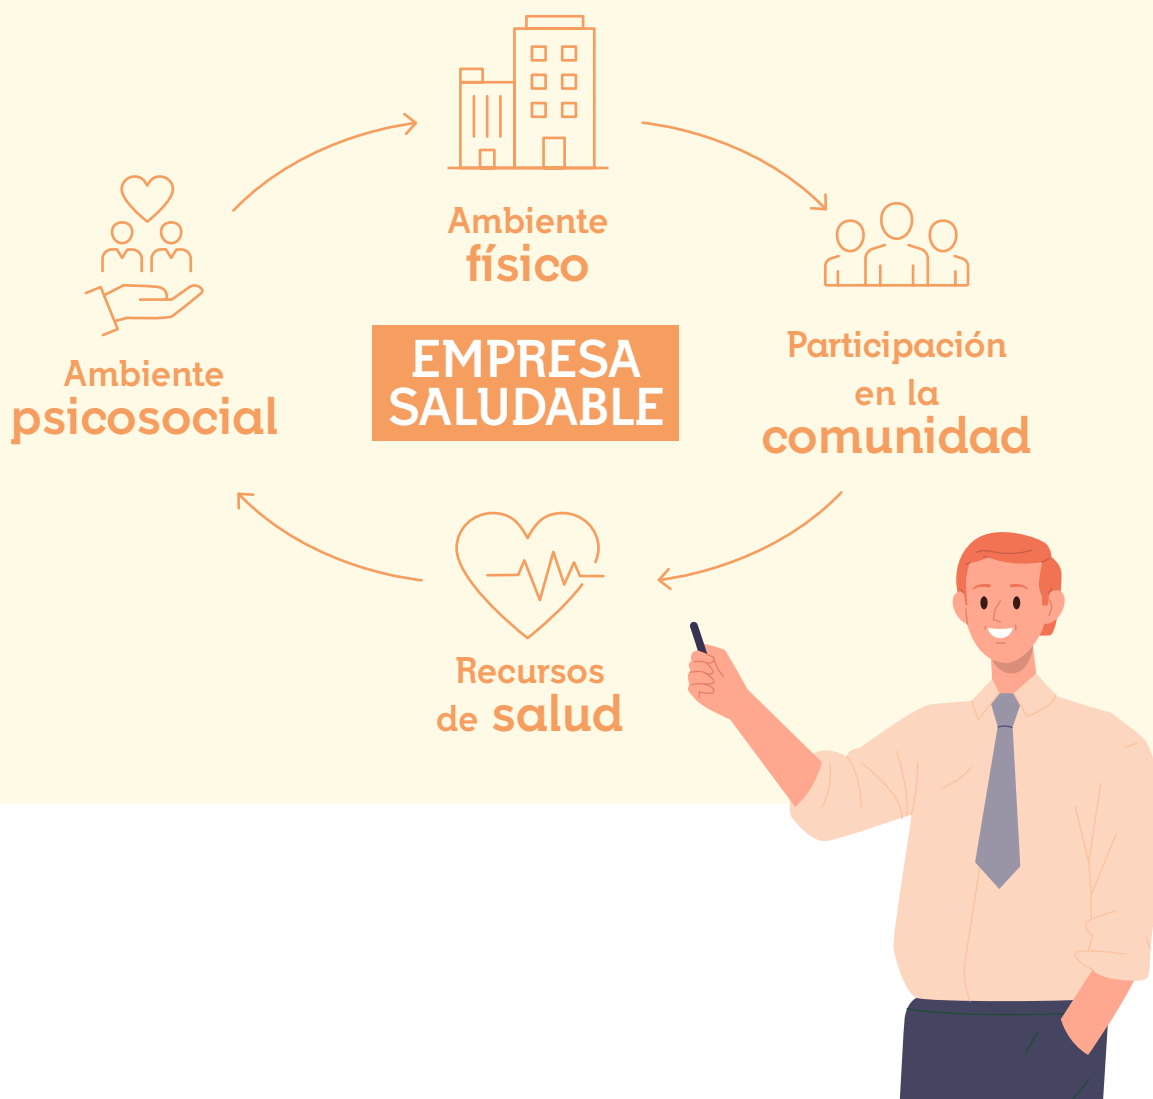 Ambiente
físico
Ambiente
psicosocial
EMPRESA
SALUDABLE
Participación
en la
comunidad
Recursos
de salud